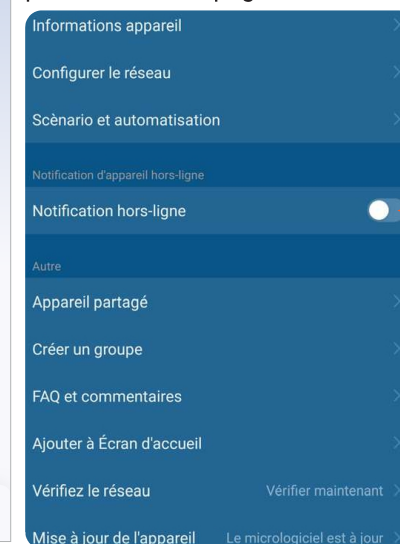 Informations appareil
Configurer le réseau
Scènario et automatisation
Notification d'appareil hors-ligne
Notification hors-ligne
Autre
Appareil partagé
Créer un groupe
FAQ et commentaires
Ajouter à Écran d'accueil
Vérifiez le réseau Vérifier maintenant
Mise à jour de l'appareil Le micrologiciel est à jour